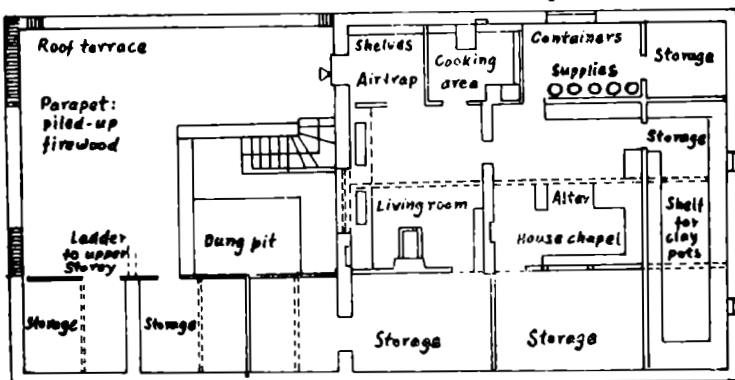 Roof terrace
Parapet:
piled-up
firewood
Ladder
to upper
Storey
Dung pit
Storage
Storage
Shelves
Airtrap
Cooking
area
Containers
Supplies
Storage
Storage
Living room
Alter
House chapel
Shelf
for
clay
pots
Storage
Storage